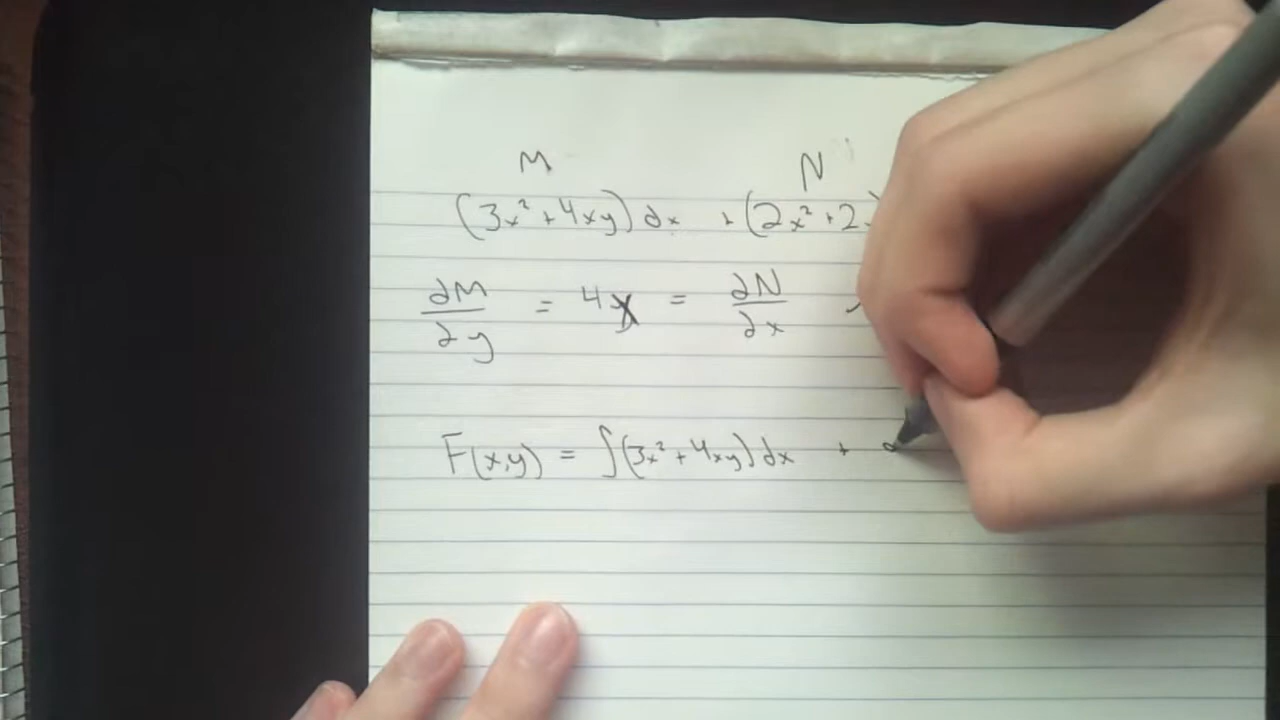 M N
(3x² + 4xy) dx + (2x² + 2
∂M/∂y = 4x = ∂N/∂x
F(x,y) = ∫(3x² + 4xy) dx +